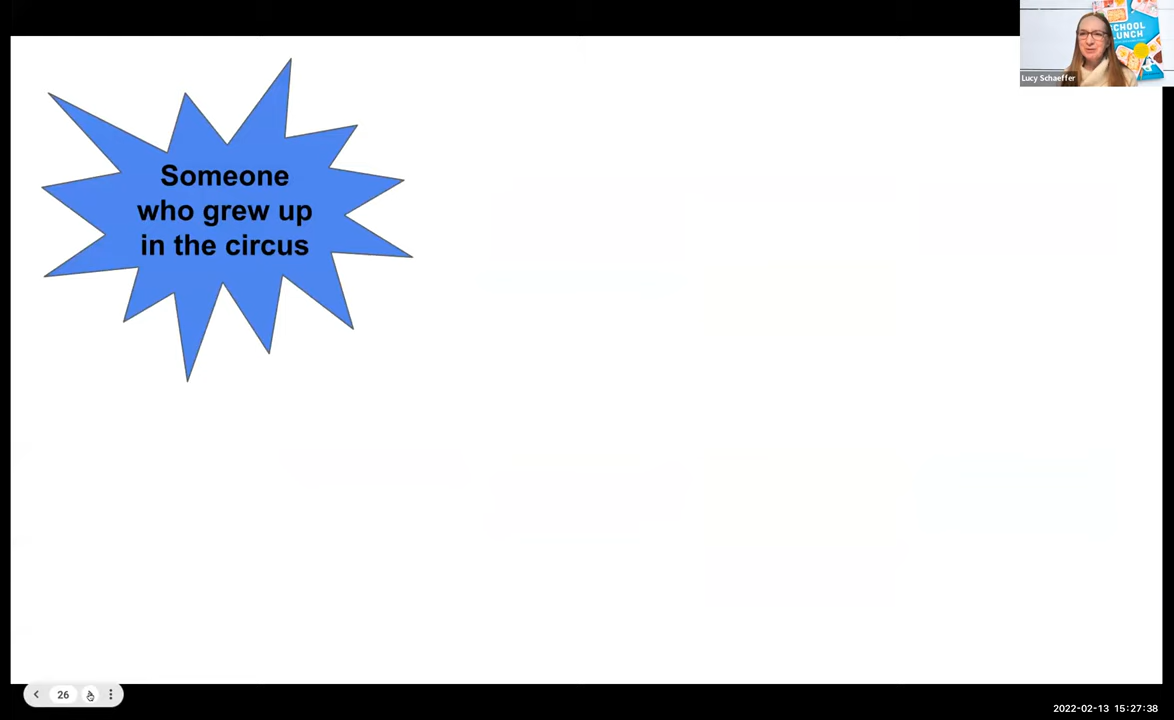 SCHOOL
LUNCH
Lucy Schaeffer
Someone
who grew up
in the circus
26
2022-02-13 15:27:38